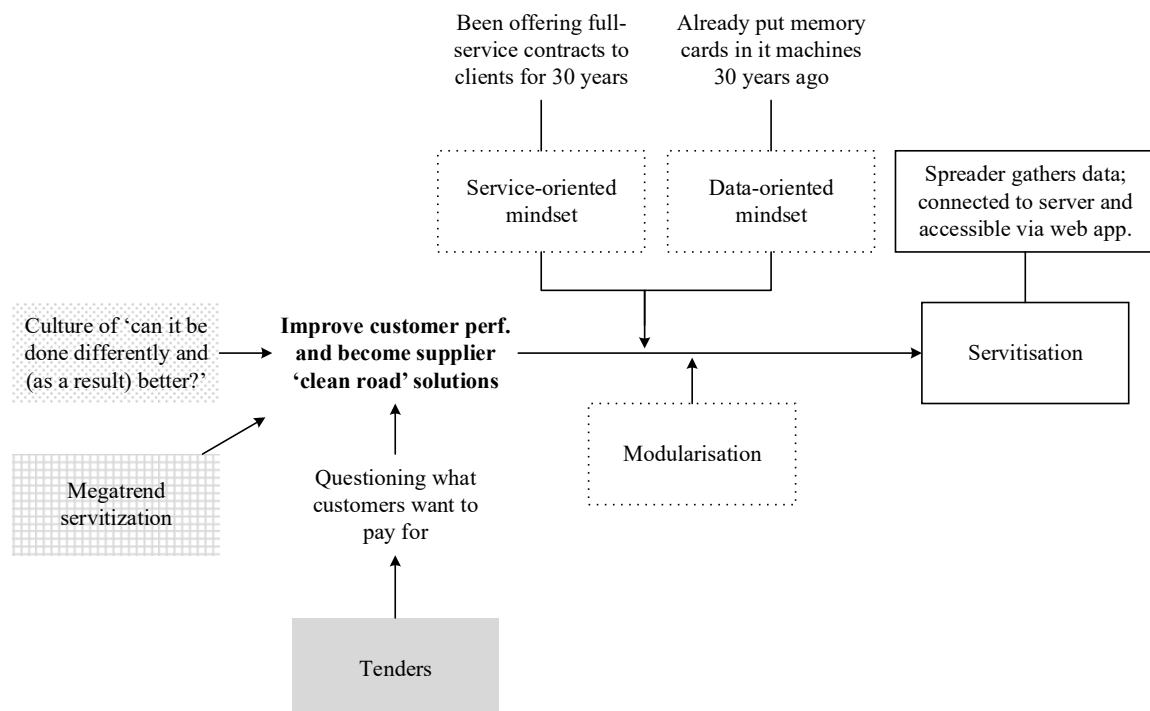 Been offering full-
service contracts to
clients for 30 years
Already put memory
cards in it machines
30 years ago
Service-oriented
mindset
Data-oriented
mindset
Spreader gathers data;
connected to server and
accessible via web app.
Culture of ‘can it be
done differently and
(as a result) better?’
Improve customer perf.
and become supplier
‘clean road’ solutions
Servitisation
Megatrend
servitization
Questioning what
customers want to
pay for
Modularisation
Tenders